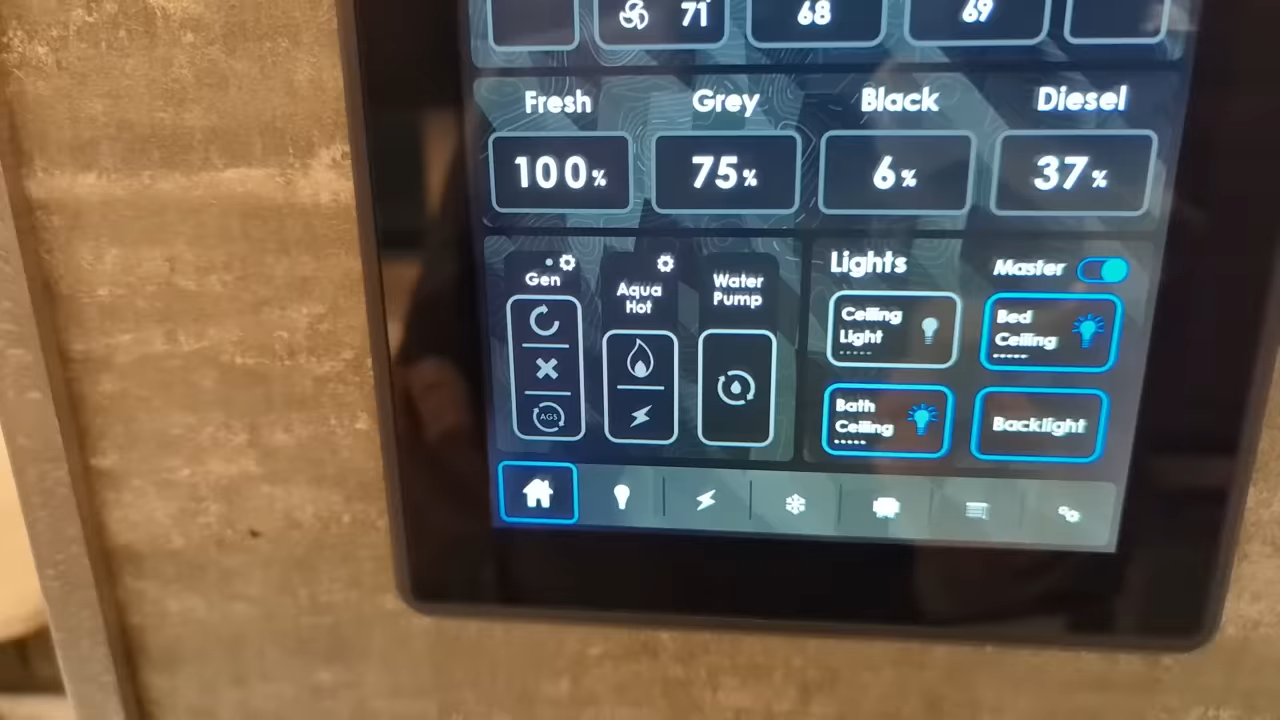 71 68 69
Fresh Grey Black Diesel
100% 75% 6% 37%
Gen
Aqua
Hot
Water
Pump
AGS
Lights Master
Ceiling
Light
Bed
Ceiling
Bath
Ceiling
Backlight